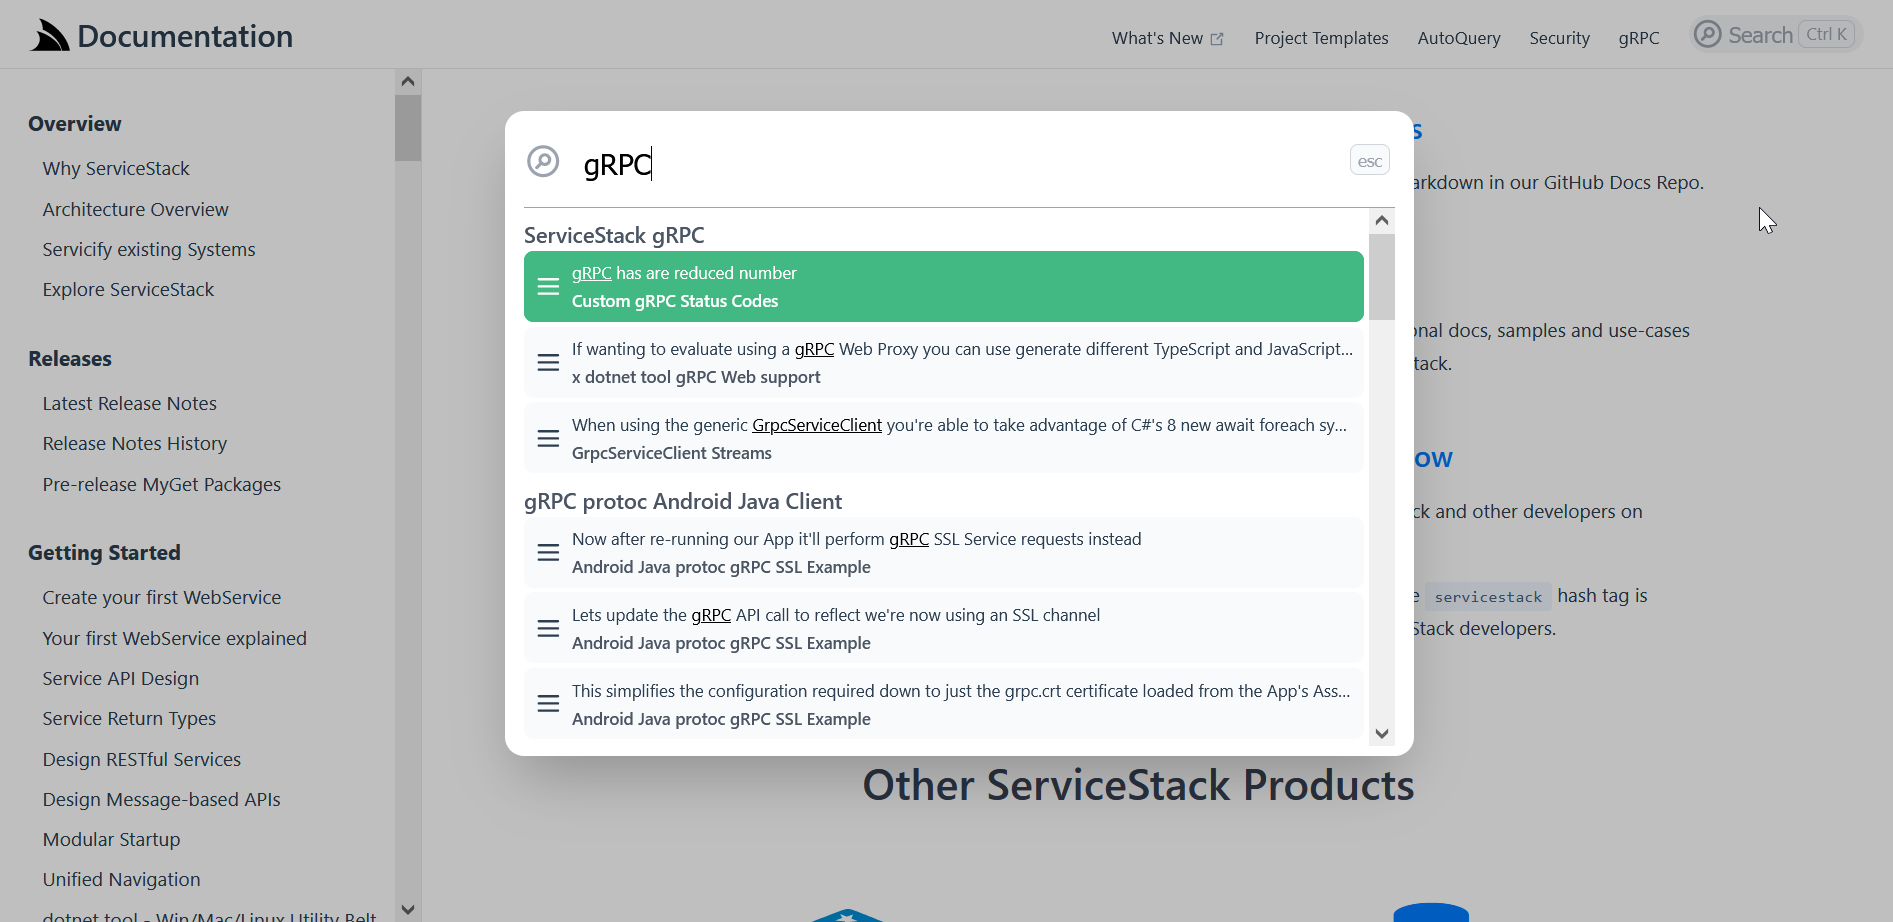 Documentation
What's New
Project Templates
AutoQuery
Security
gRPC
Search Ctrl K
Overview
Why ServiceStack
Architecture Overview
Servicify existing Systems
Explore ServiceStack
Releases
Latest Release Notes
Release Notes History
Pre-release MyGet Packages
Getting Started
Create your first WebService
Your first WebService explained
Service API Design
Service Return Types
Design RESTful Services
Design Message-based APIs
Modular Startup
Unified Navigation
dotnet tool - Win/Mac/Linux Utility Belt
gRPC
esc
ServiceStack gRPC
gRPC has are reduced number
Custom gRPC Status Codes
If wanting to evaluate using a gRPC Web Proxy you can use generate different TypeScript and JavaScript...
x dotnet tool gRPC Web support
When using the generic GrpcServiceClient you're able to take advantage of C#'s 8 new await foreach sy...
GrpcServiceClient Streams
gRPC protoc Android Java Client
Now after re-running our App it'll perform gRPC SSL Service requests instead
Android Java protoc gRPC SSL Example
Lets update the gRPC API call to reflect we're now using an SSL channel
Android Java protoc gRPC SSL Example
This simplifies the configuration required down to just the grpc.crt certificate loaded from the App's Ass...
Android Java protoc gRPC SSL Example
s
arkdown in our GitHub Docs Repo.
onal docs, samples and use-cases
tack.
ow
ck and other developers on
e servicestack hash tag is
Stack developers.
Other ServiceStack Products